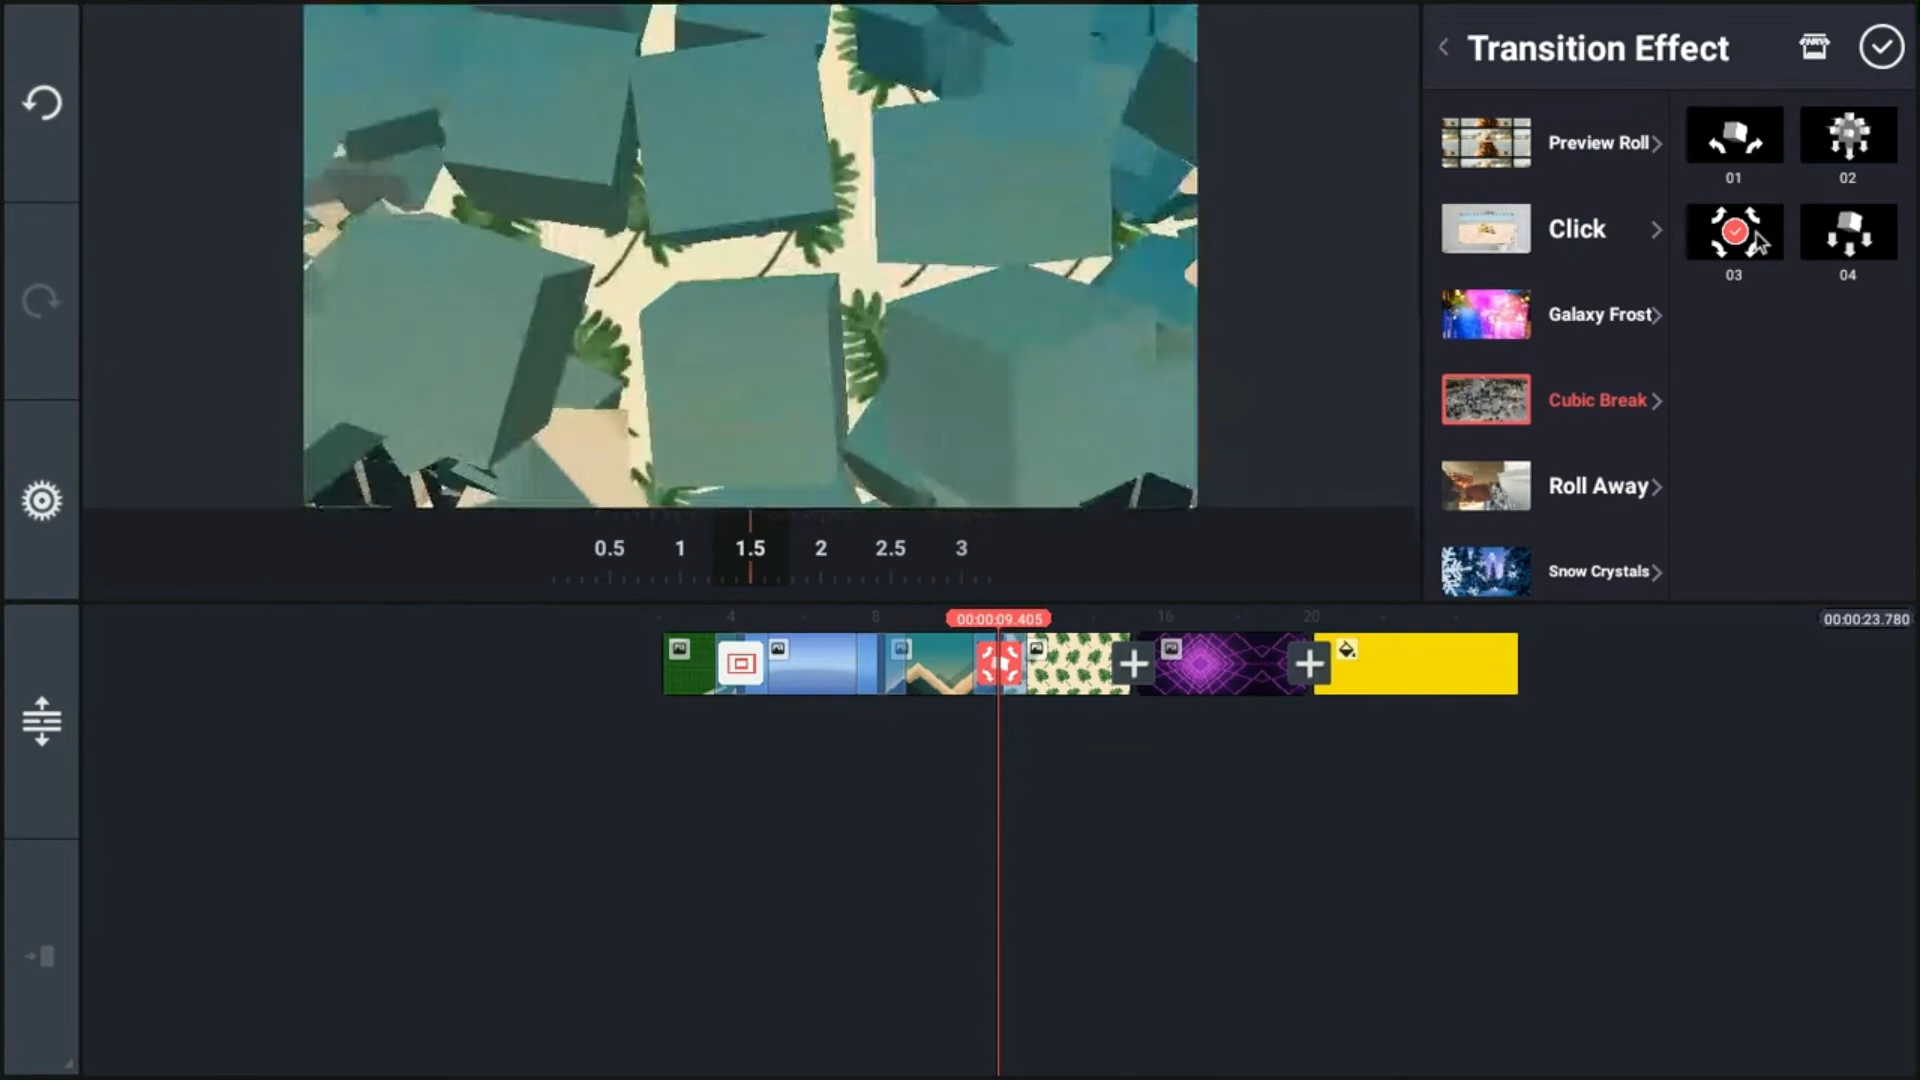 Transition Effect
Preview Roll
Click
Galaxy Frost
Cubic Break
Roll Away
Snow Crystals
01
02
03
04
0.5
1
1.5
2
2.5
3
4
8
00:00:09.405
16
20
00:00:23.780